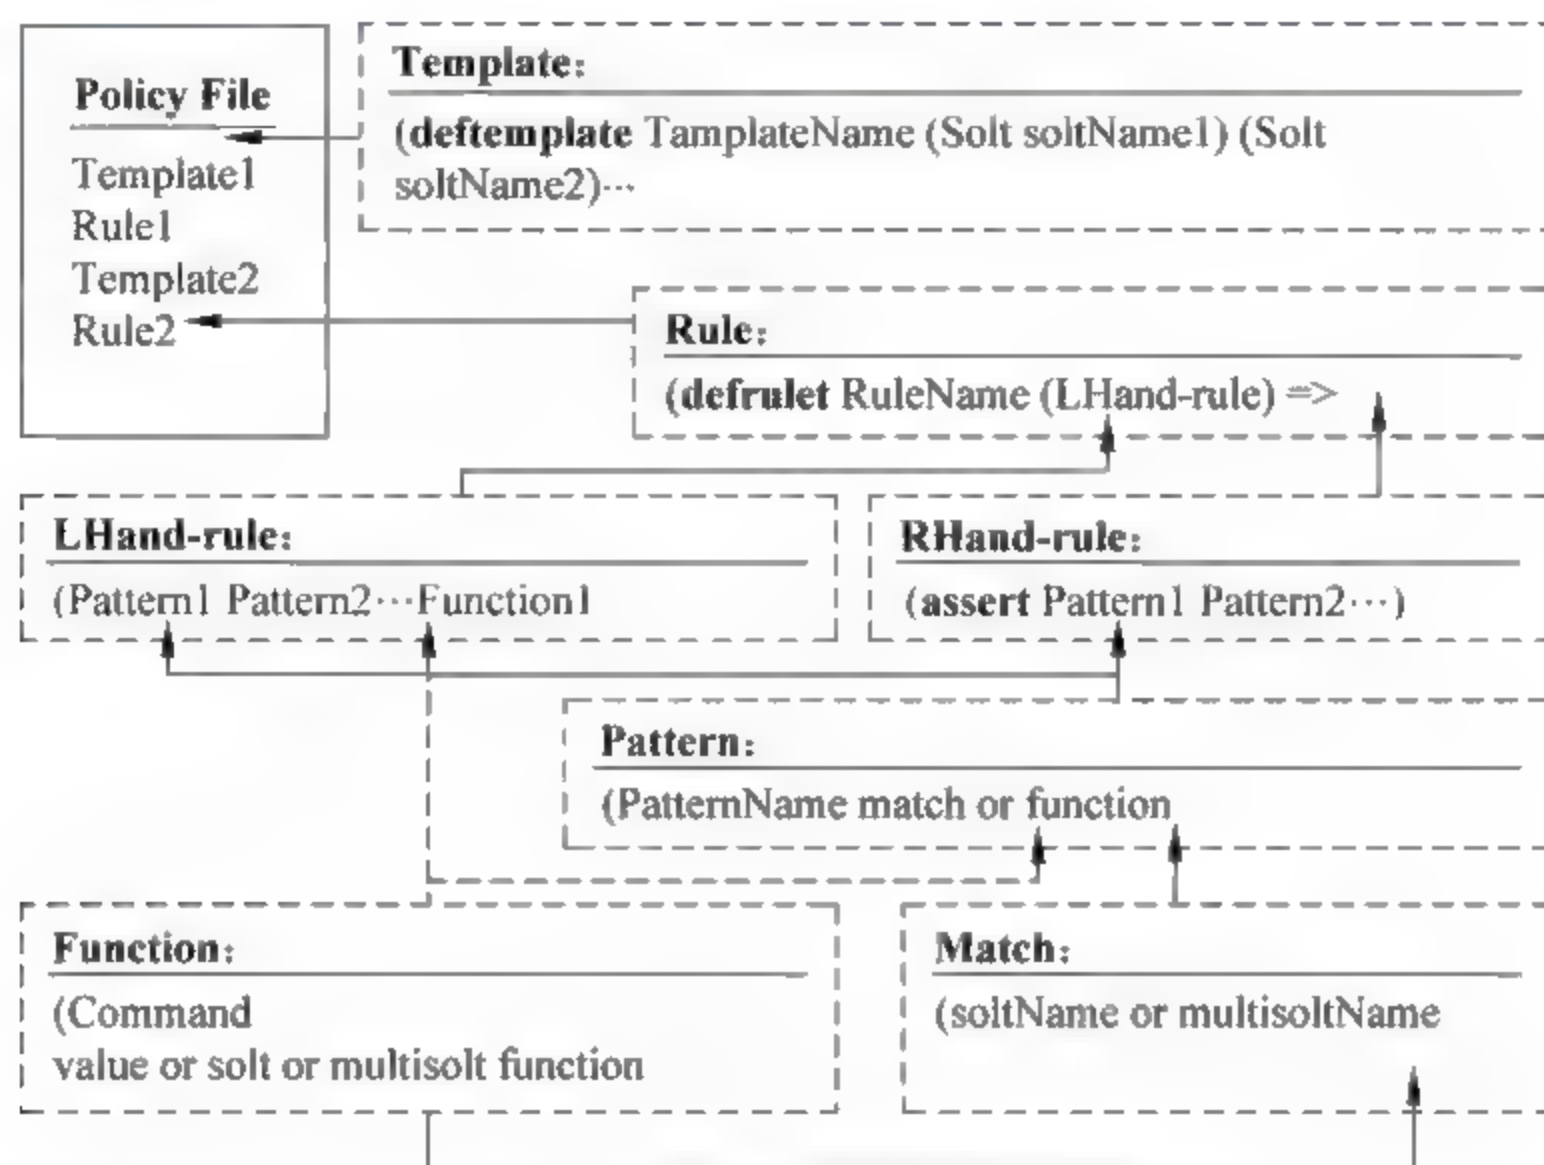 Policy File
Template1
Rule1
Template2
Rule2
Template:
(deftemplate TamplateName (Solt soltName1) (Solt
soltName2)···
Rule:
(defrulet RuleName (LHand-rule) =>
LHand-rule:
(Pattern1 Pattern2···Function1
RHand-rule:
(assert Pattern1 Pattern2···)
Pattern:
(PatternName match or function
Function:
(Command
value or solt or multisolt function
Match:
(soltName or multisoltName